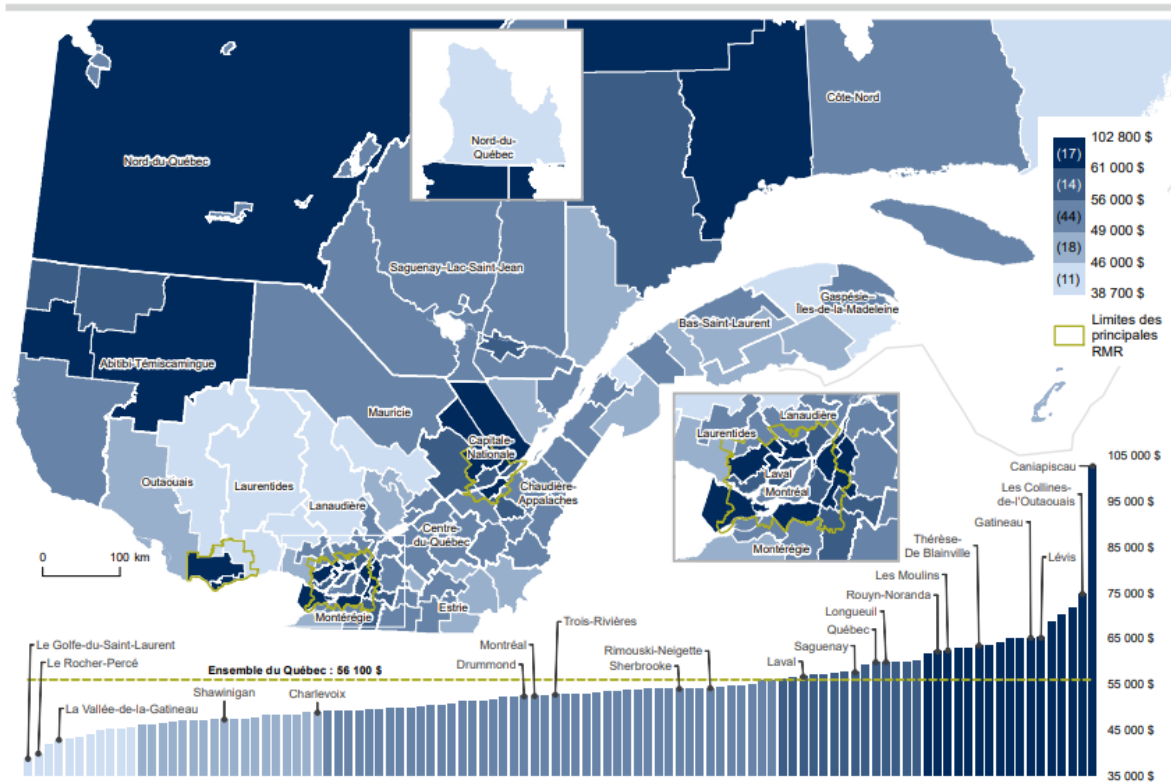 Nord-du-Québec
Nord-du-
Québec
Côte-Nord
Saguenay–Lac-Saint-Jean
Gaspésie–
Îles-de-la-Madeleine
Bas-Saint-Laurent
Abitibi-Témiscamingue
Mauricie
Capitale-
Nationale
Outaouais
Laurentides
Lanaudière
Chaudière-
Appalaches
Centre-
du-Québec
Estrie
Montérégie
Lanaudière
Laurentides
Laval
Montréal
Montérégie
102 800 $
(17)
61 000 $
(14)
56 000 $
(44)
49 000 $
(18)
46 000 $
(11)
38 700 $
Limites des
principales
RMR
0 100 km
105 000 $
95 000 $
85 000 $
75 000 $
65 000 $
55 000 $
45 000 $
35 000 $
Caniapiscau
Les Collines-
de-l'Outaouais
Gatineau
Thérèse-
De Blainville
Lévis
Les Moulins
Rouyn-Noranda
Longueuil
Québec
Saguenay
Laval
Rimouski-Neigette
Sherbrooke
Trois-Rivières
Montréal
Drummond
Ensemble du Québec : 56 100 $
Le Golfe-du-Saint-Laurent
Le Rocher-Percé
La Vallée-de-la-Gatineau
Shawinigan
Charlevoix